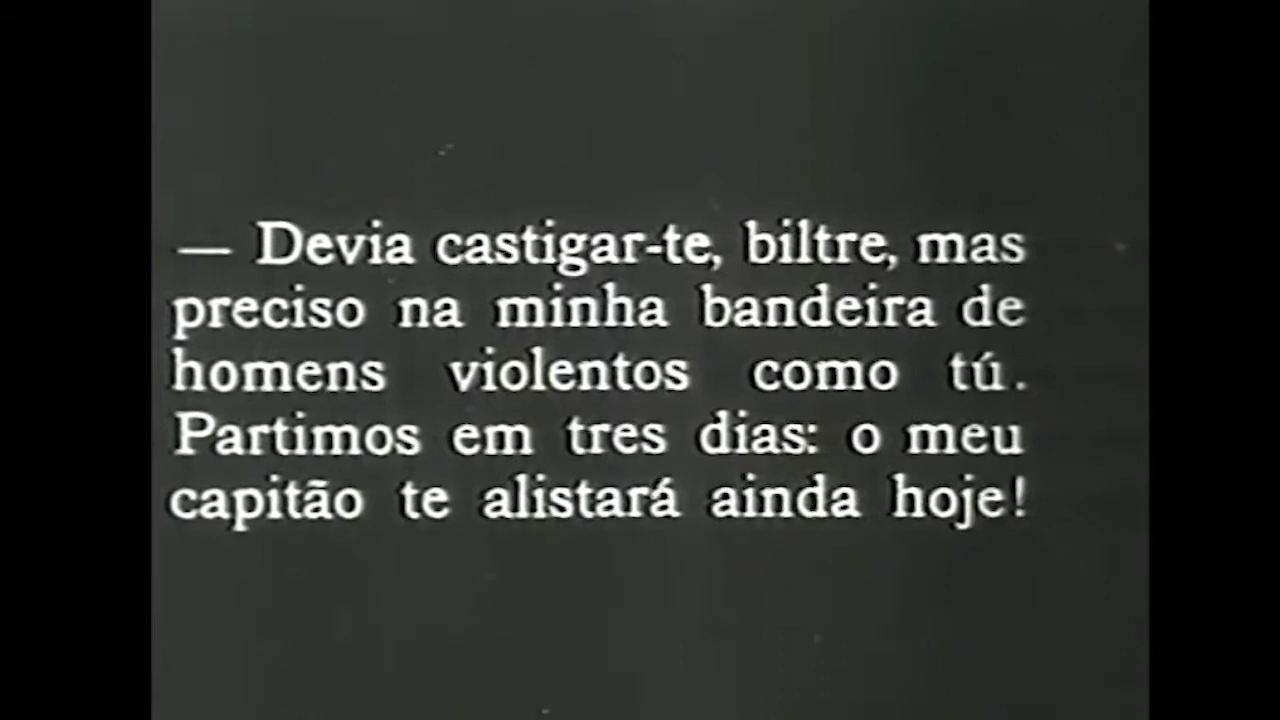 — Devia castigar-te, biltre, mas
preciso na minha bandeira de
homens violentos como tú.
Partimos em tres dias: o meu
capitão te alistará ainda hoje!